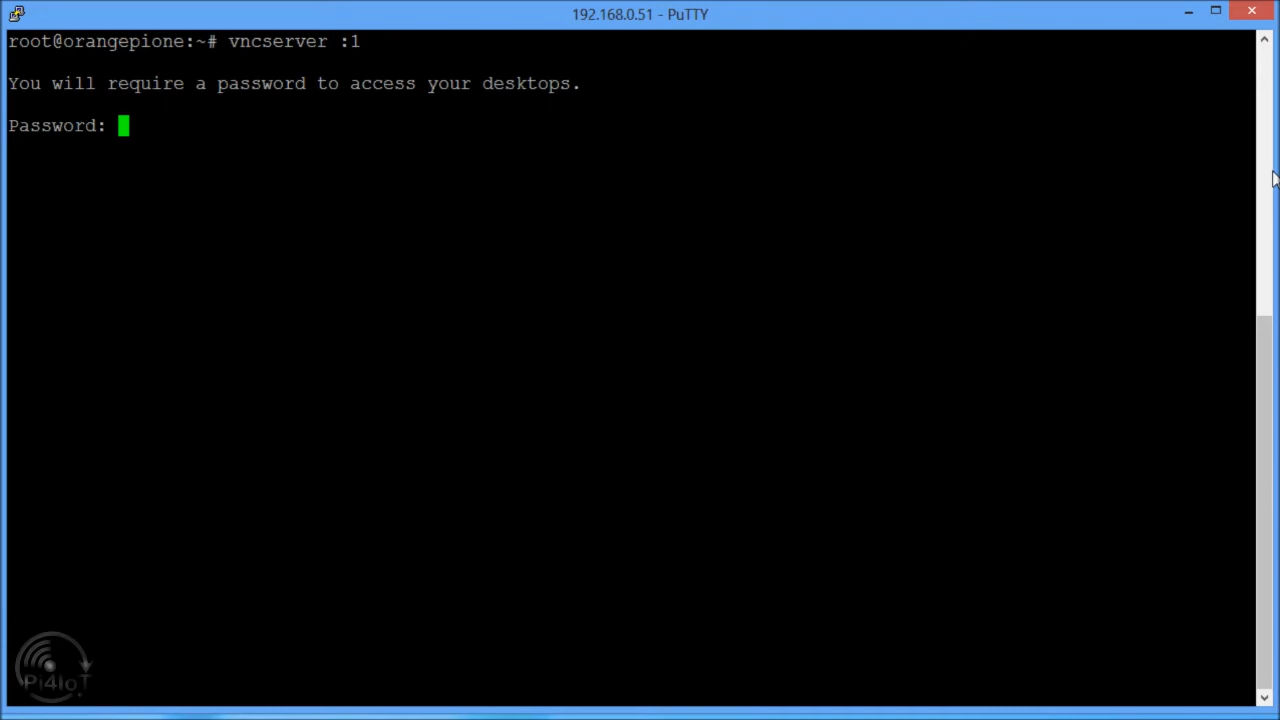 192.168.0.51 - PuTTY
root@orangepione:~# vncserver :1
You will require a password to access your desktops.
Password:
Pi4IoT